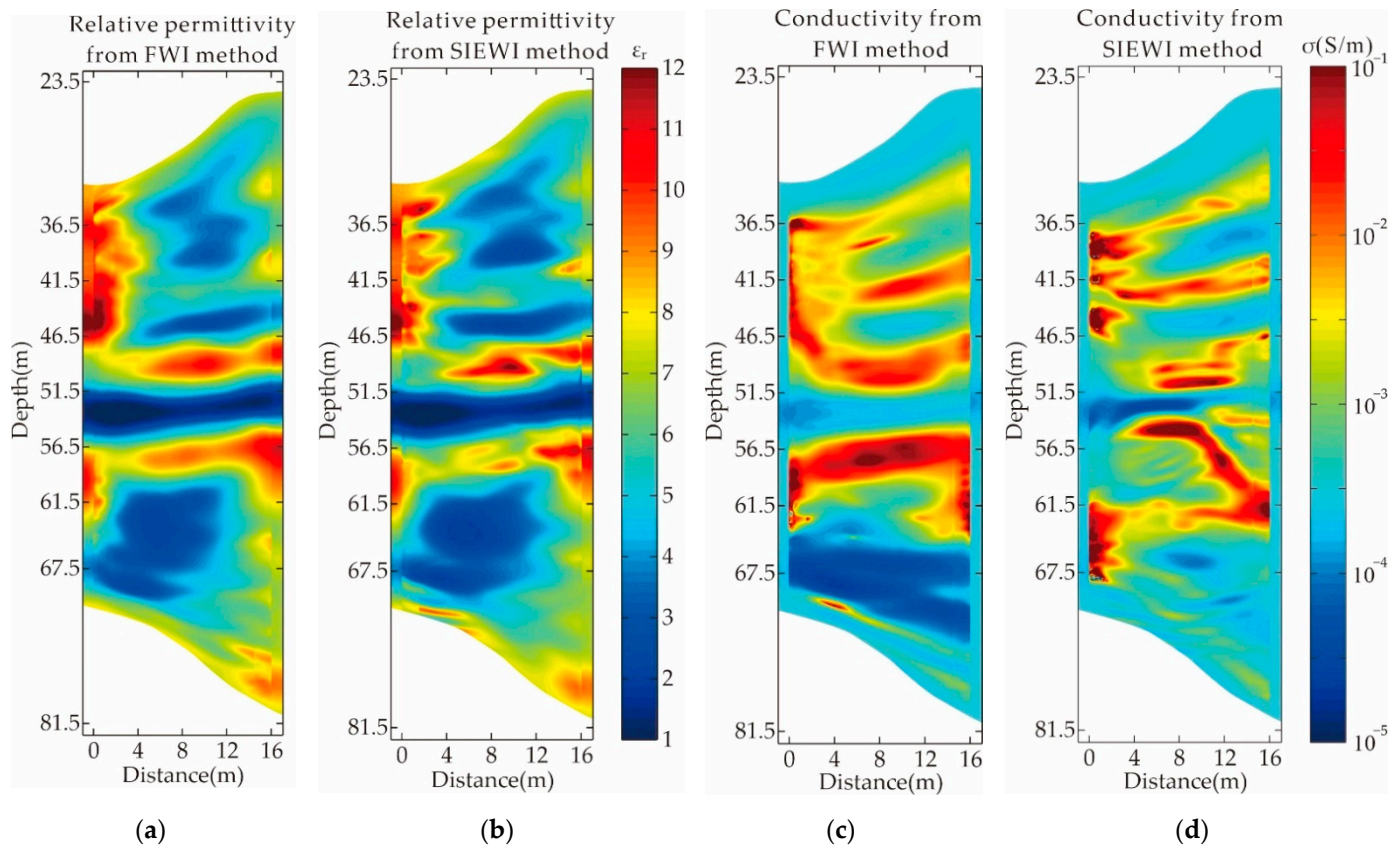 Relative permittivity
from FWI method
23.5
36.5
41.5
46.5
51.5
56.5
61.5
67.5
81.5
Depth(m)
0 4 8 12 16
Distance(m)
(a)
Relative permittivity
from SIEWI method
23.5
36.5
41.5
46.5
51.5
56.5
61.5
67.5
81.5
Depth(m)
0 4 8 12 16
Distance(m)
εr
12
11
10
9
8
7
6
5
4
3
2
1
(b)
Conductivity from
FWI method
23.5
36.5
41.5
46.5
51.5
56.5
61.5
67.5
81.5
Depth(m)
0 4 8 12 16
Distance(m)
(c)
Conductivity from
SIEWI method
23.5
36.5
41.5
46.5
51.5
56.5
61.5
67.5
81.5
Depth(m)
0 4 8 12 16
Distance(m)
σ(S/m)
10⁻¹
10⁻²
10⁻³
10⁻⁴
10⁻⁵
(d)